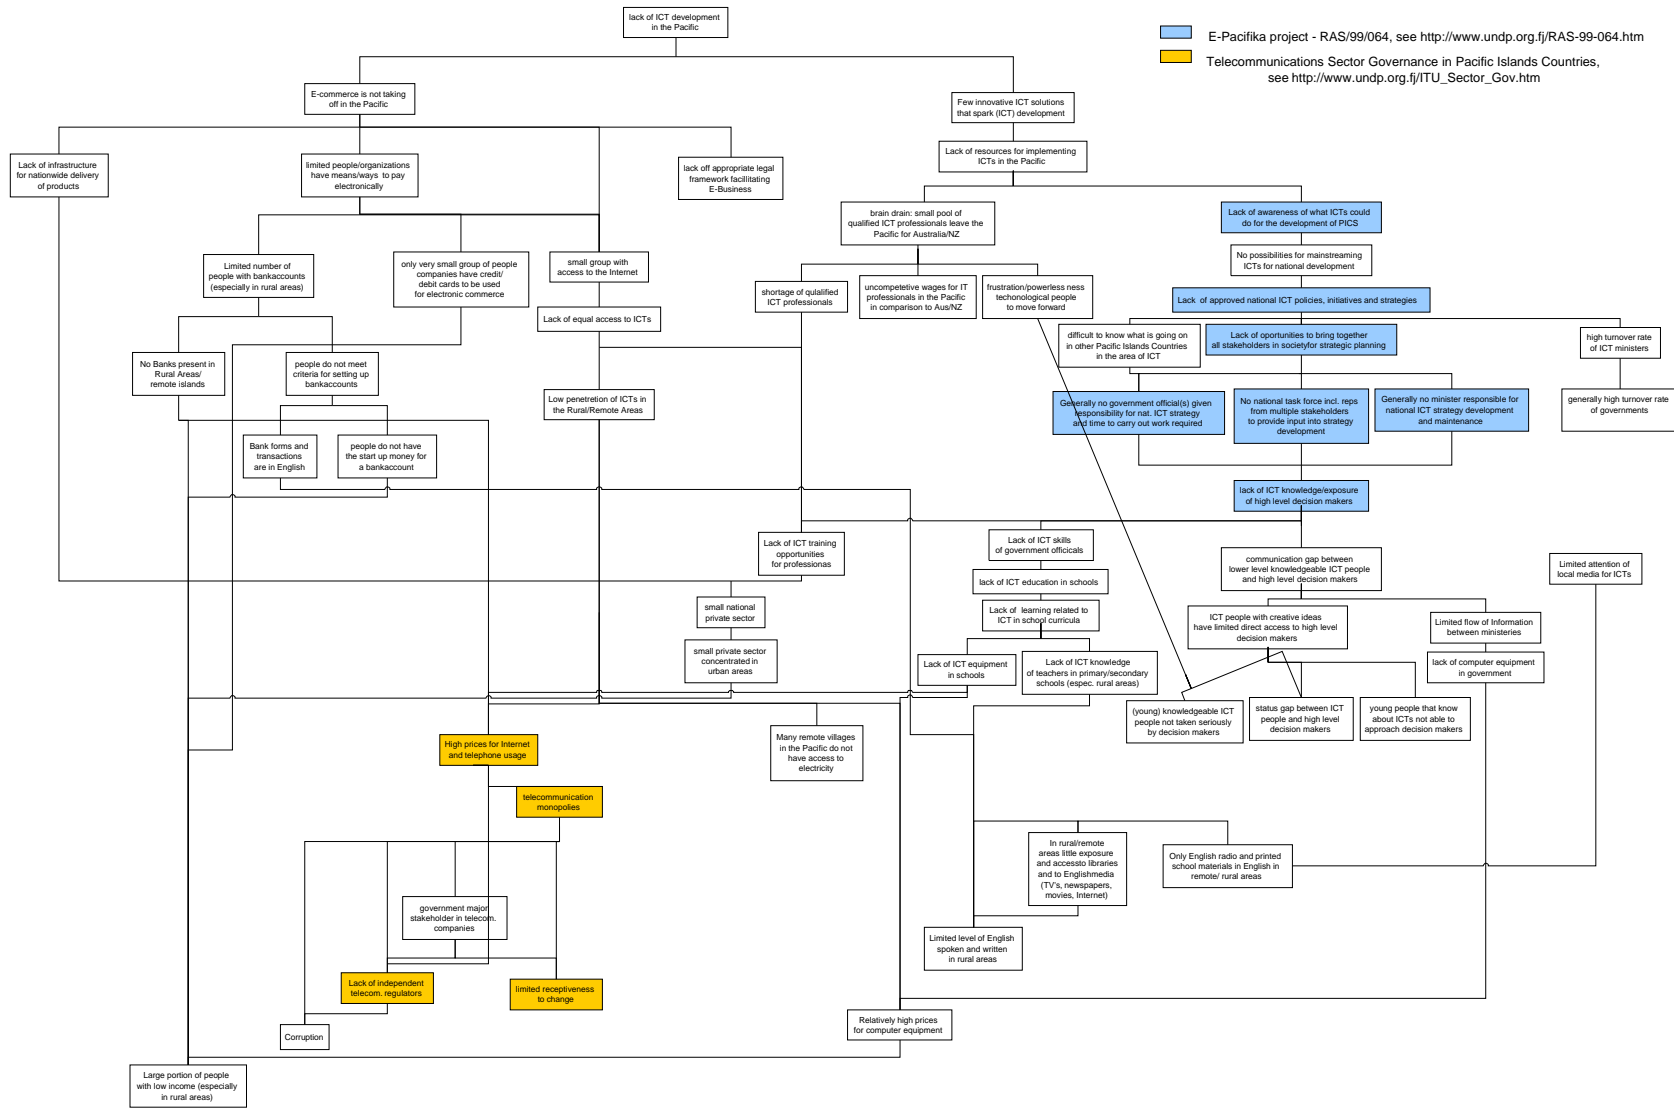 lack of ICT development
in the Pacific
E-Pacifika project - RAS/99/064, see http://www.undp.org.fj/RAS-99-064.htm
Telecommunications Sector Governance in Pacific Islands Countries,
see http://www.undp.org.fj/ITU_Sector_Gov.htm
E-commerce is not taking
off in the Pacific
Few innovative ICT solutions
that spark (ICT) development
Lack of resources for implementing
ICTs in the Pacific
Lack of infrastructure
for nationwide delivery
of products
limited people/organizations
have means/ways to pay
electronically
lack off appropriate legal
framework facillitating
E-Business
brain drain: small pool of
qualified ICT professionals leave the
Pacific for Australia/NZ
Lack of awareness of what ICTs could
do for the development of PICS
Limited number of
people with bankaccounts
(especially in rural areas)
only very small group of people
companies have credit/
debit cards to be used
for electronic commerce
small group with
access to the Internet
No possibilities for mainstreaming
ICTs for national development
shortage of qulalified
ICT professionals
uncompetetive wages for IT
professionals in the Pacific
in comparison to Aus/NZ
frustration/powerless ness
techonological people
to move forward
Lack of approved national ICT policies, initiatives and strategies
Lack of equal access to ICTs
difficult to know what is going on
in other Pacific Islands Countries
in the area of ICT
Lack of oportunities to bring together
all stakeholders in societyfor strategic planning
high turnover rate
of ICT ministers
No Banks present in
Rural Areas/
remote islands
people do not meet
criteria for setting up
bankaccounts
Low penetretion of ICTs in
the Rural/Remote Areas
Generally no government official(s) given
responsibility for nat. ICT strategy
and time to carry out work required
No national task force incl. reps
from multiple stakeholders
to provide input into strategy
development
Generally no minister responsible for
national ICT strategy development
and maintenance
generally high turnover rate
of governments
Bank forms and
transactions
are in English
people do not have
the start up money for
a bankaccount
lack of ICT knowledge/exposure
of high level decision makers
Lack of ICT training
opportunities
for professionas
Lack of ICT skills
of government officals
communication gap between
lower level knowledgeable ICT people
and high level decision makers
Limited attention of
local media for ICTs
lack of ICT education in schools
small national
private sector
Lack of learning related to
ICT in school curricula
ICT people with creative ideas
have limited direct access to high level
decision makers
Limited flow of Information
between ministeries
small private sector
concentrated in
urban areas
Lack of ICT equipment
in schools
Lack of ICT knowledge
of teachers in primary/secondary
schools (espec. rural areas)
lack of computer equipment
in government
(young) knowledgeable ICT
people not taken seriously
by decision makers
status gap between ICT
people and high level
decision makers
young people that know
about ICTs not able to
approach decision makers
High prices for Internet
and telephone usage
Many remote villages
in the Pacific do not
have access to
electricity
telecommunication
monopolies
In rural/remote
areas little exposure
and accessto libraries
and to Englishmedia
(TV's, newspapers,
movies, Internet)
Only English radio and printed
school materials in English in
remote/ rural areas
government major
stakeholder in telecom.
companies
Limited level of English
spoken and written
in rural areas
Lack of independent
telecom. regulators
limited receptiveness
to change
Corruption
Relatively high prices
for computer equipment
Large portion of people
with low income (especially
in rural areas)